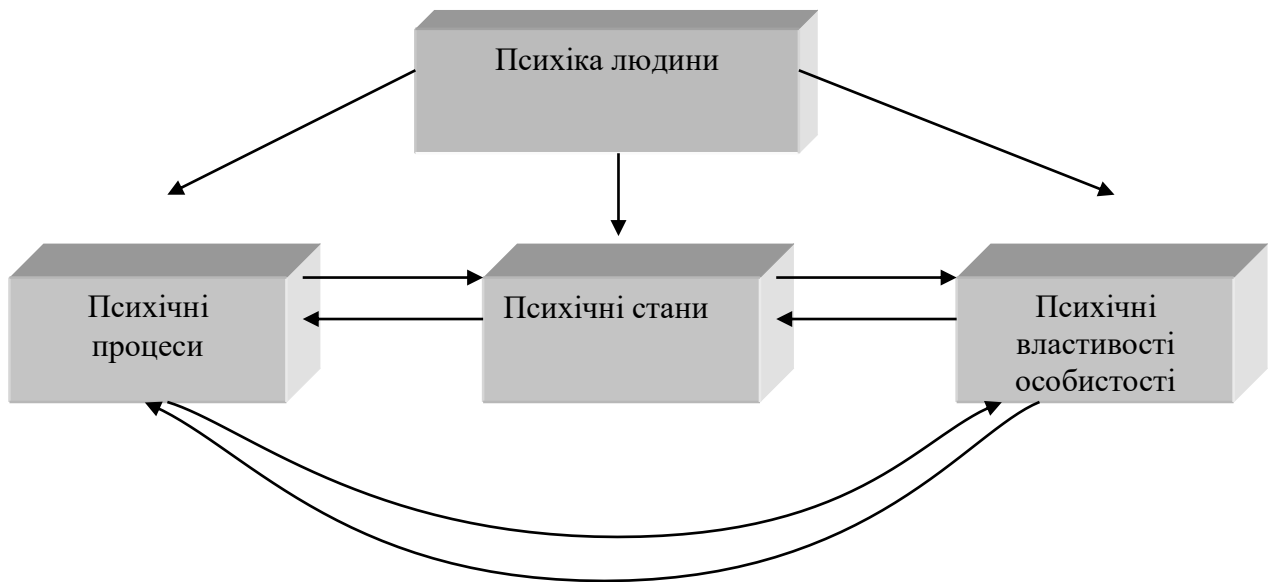 Психіка людини
Психічні
процеси
Психічні стани
Психічні
властивості
особистості